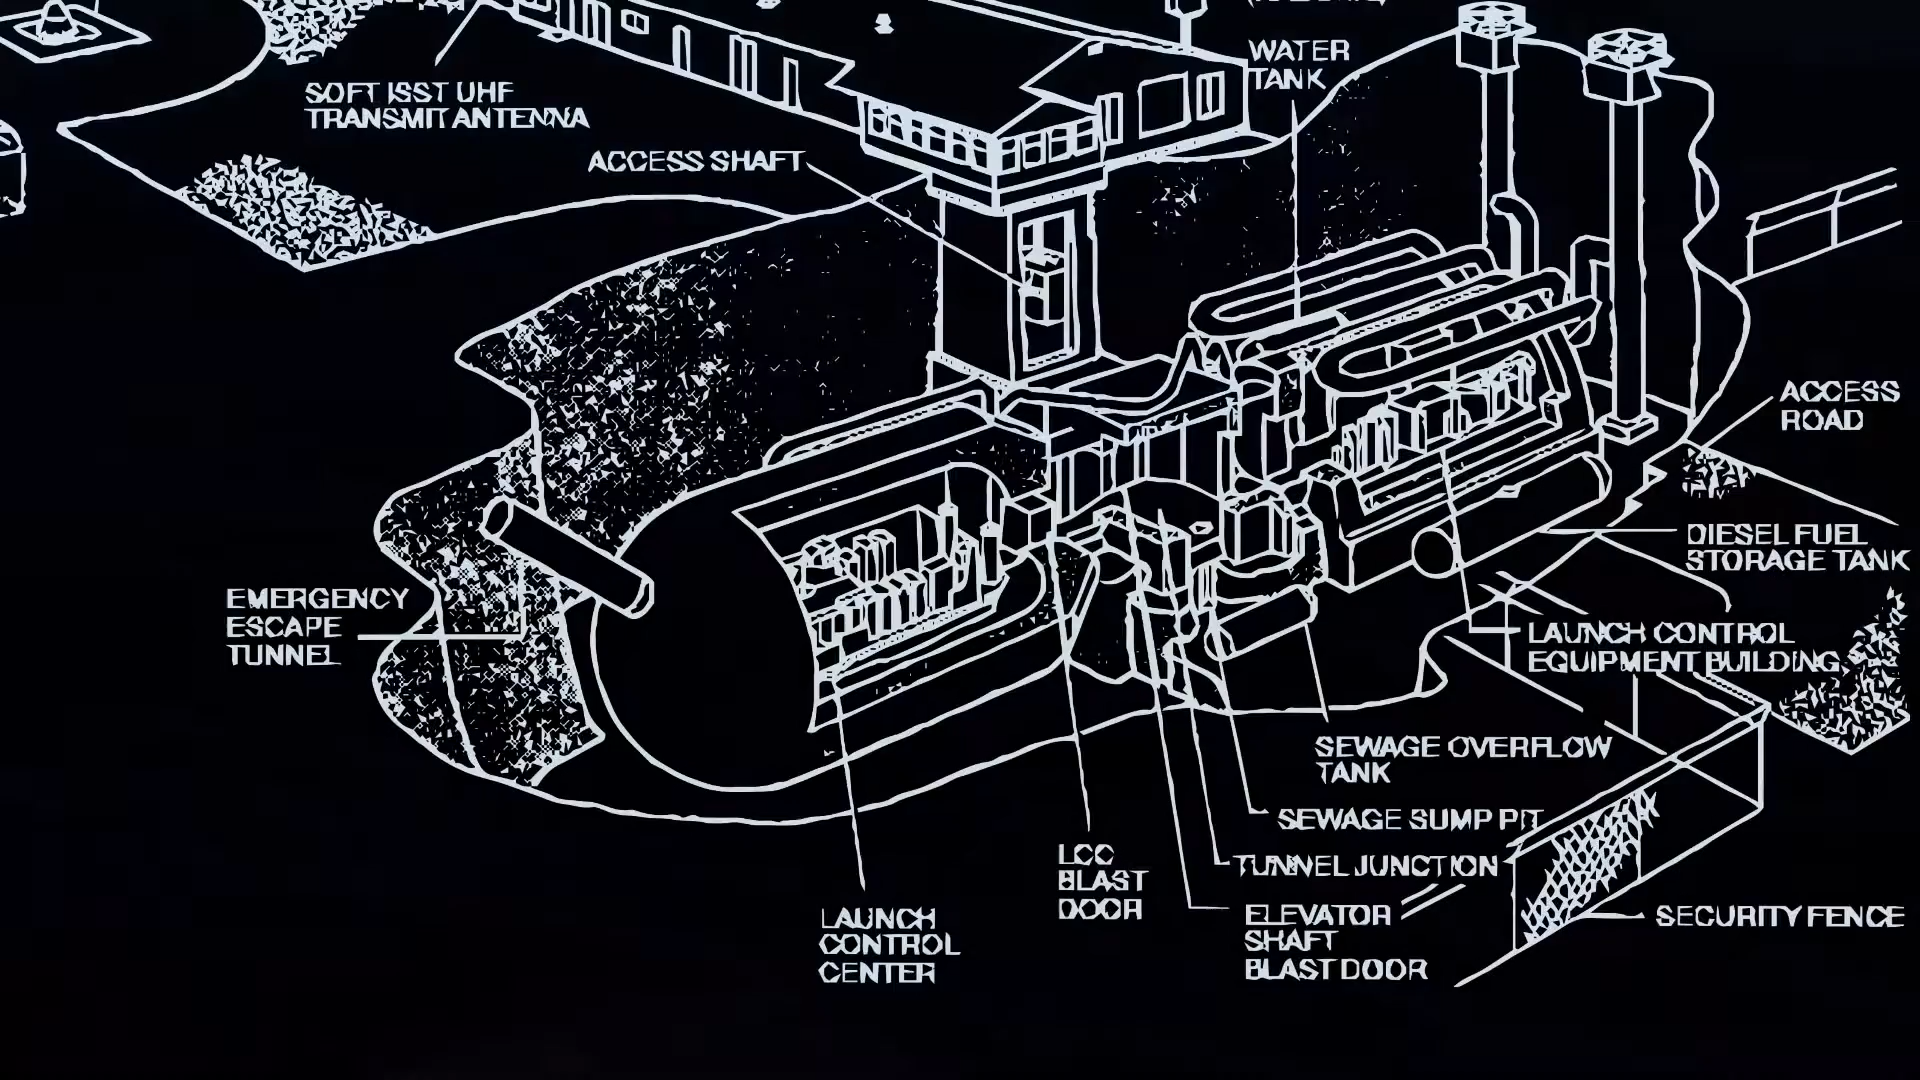 WATER
TANK
SOFT ISST UHF
TRANSMIT ANTENNA
ACCESS SHAFT
ACCESS
ROAD
DIESEL FUEL
STORAGE TANK
EMERGENCY
ESCAPE
TUNNEL
LAUNCH CONTROL
EQUIPMENT BUILDING
SEWAGE OVERFLOW
TANK
SEWAGE SUMP PIT
LCC
BLAST
DOOR
TUNNEL JUNCTION
LAUNCH
CONTROL
CENTER
ELEVATOR
SHAFT
BLAST DOOR
SECURITY FENCE